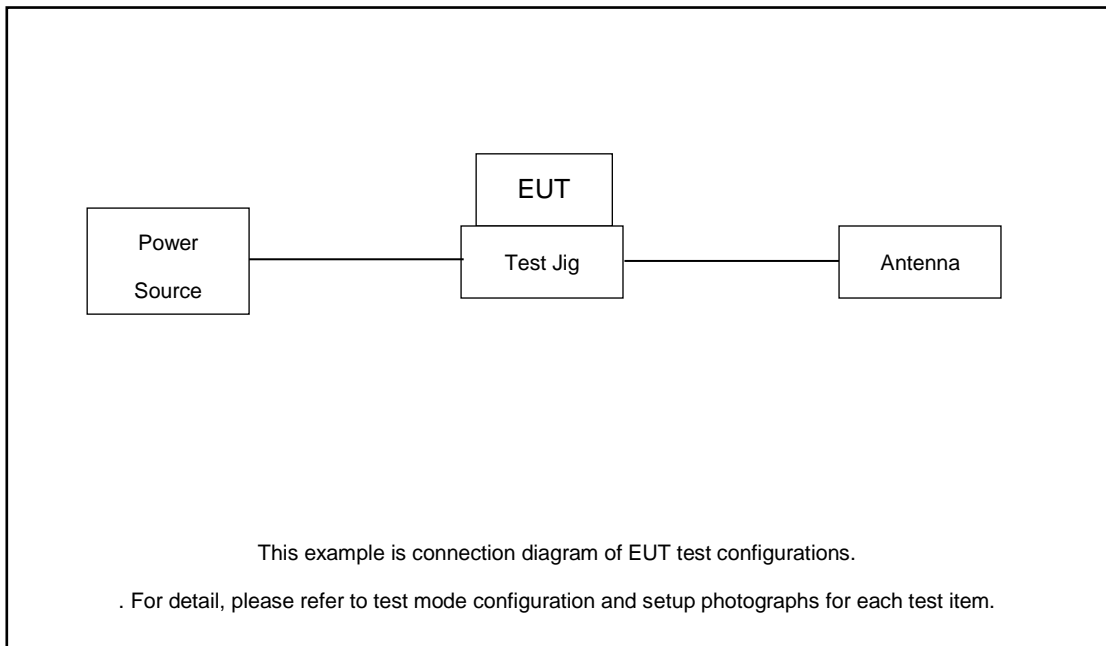 EUT
Power
Source
Test Jig
Antenna
This example is connection diagram of EUT test configurations.
. For detail, please refer to test mode configuration and setup photographs for each test item.